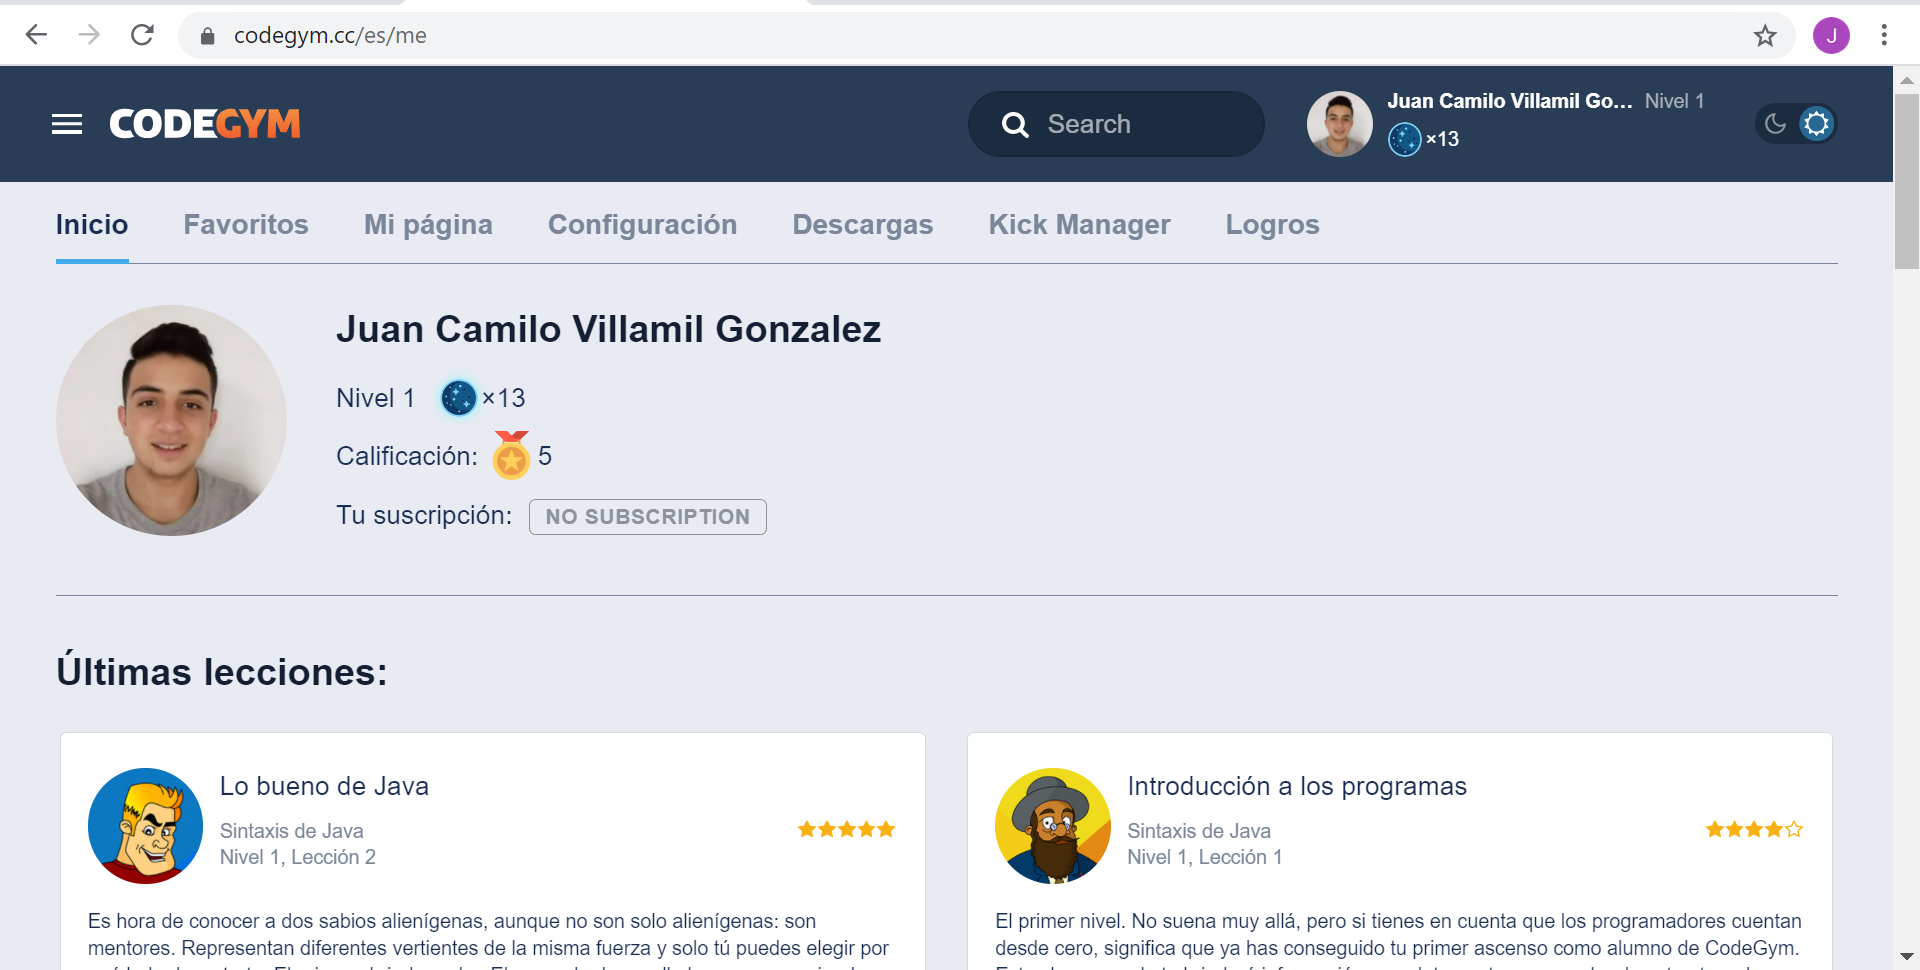 codegym.cc/es/me
J
CODEGYM
Search
Juan Camilo Villamil Go... Nivel 1
×13
Inicio Favoritos Mi página Configuración Descargas Kick Manager Logros
Juan Camilo Villamil Gonzalez
Nivel 1 ×13
Calificación: 5
Tu suscripción: NO SUBSCRIPTION
Últimas lecciones:
Lo bueno de Java
Sintaxis de Java
Nivel 1, Lección 2
Es hora de conocer a dos sabios alienígenas, aunque no son solo alienígenas: son
mentores. Representan diferentes vertientes de la misma fuerza y solo tú puedes elegir por
Introducción a los programas
Sintaxis de Java
Nivel 1, Lección 1
El primer nivel. No suena muy allá, pero si tienes en cuenta que los programadores cuentan
desde cero, significa que ya has conseguido tu primer ascenso como alumno de CodeGym.